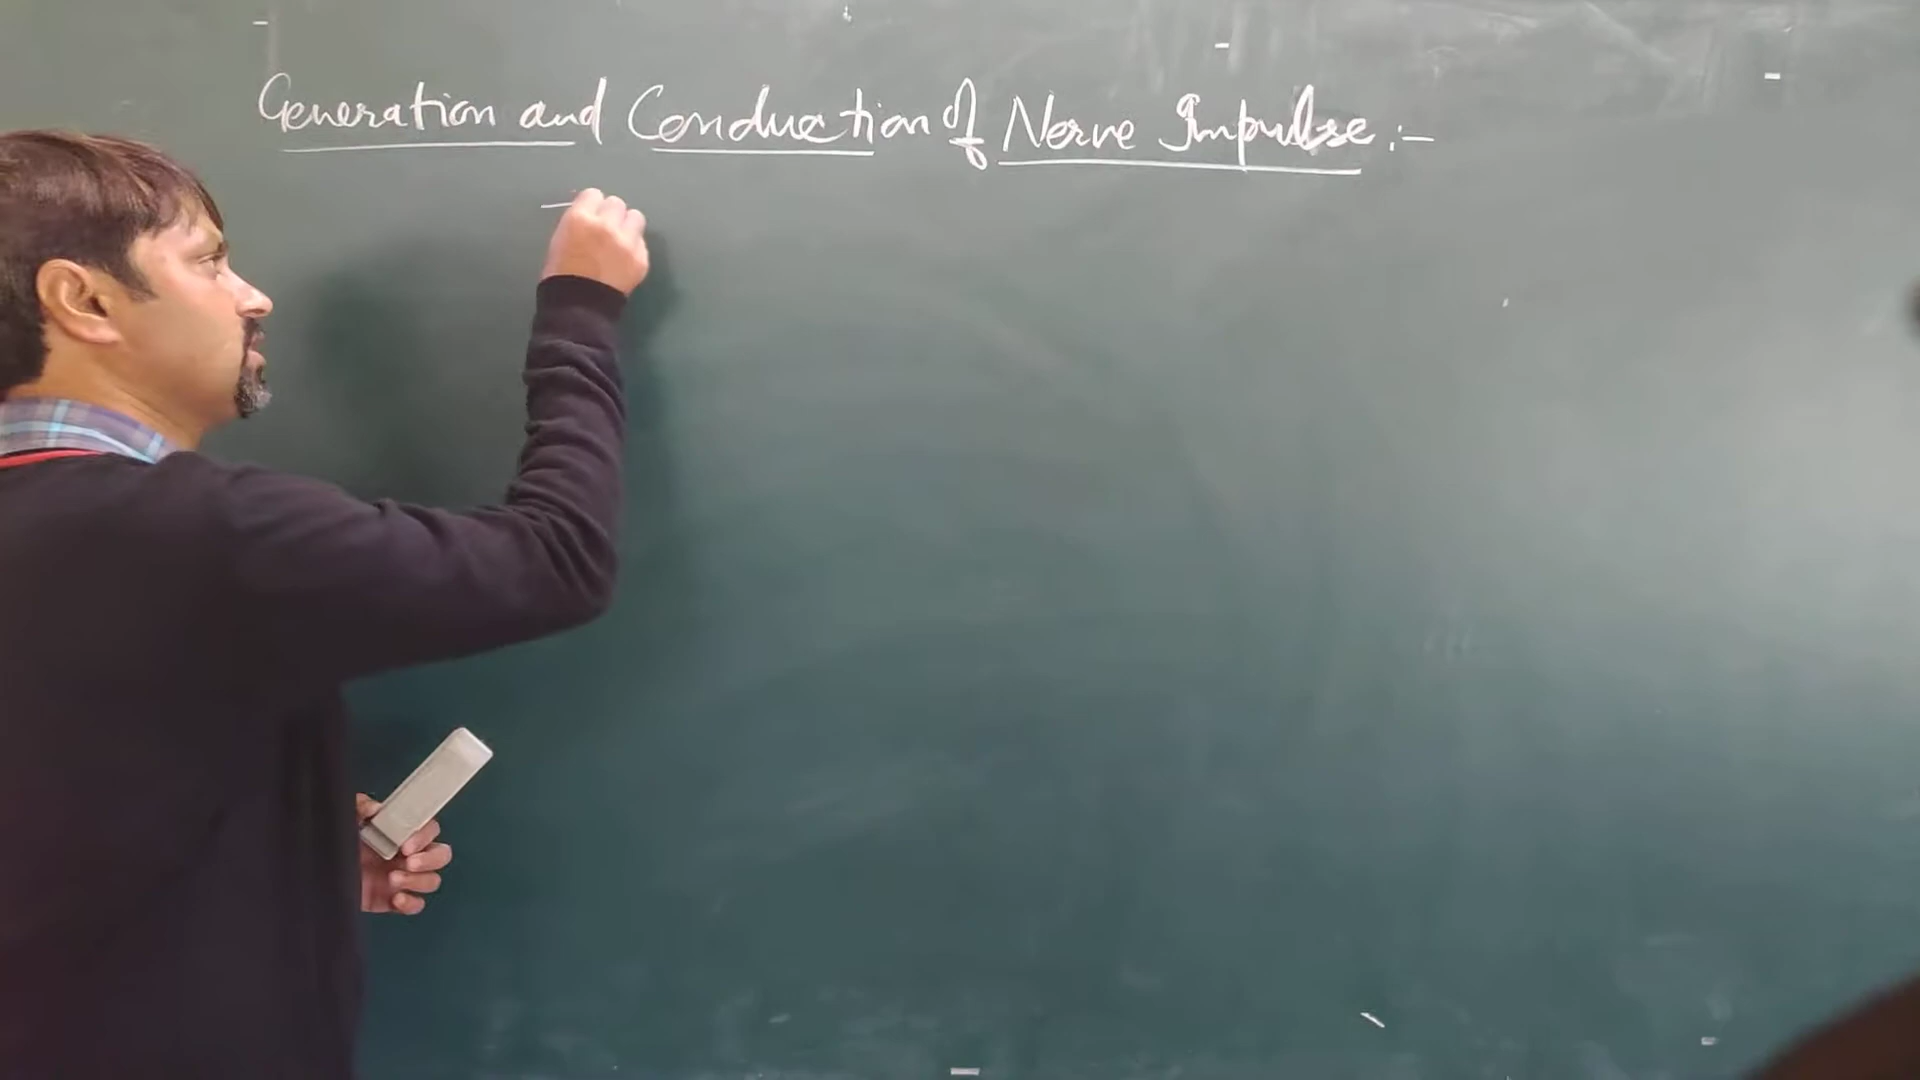 Generation and Conduction of Nerve Impulse :-